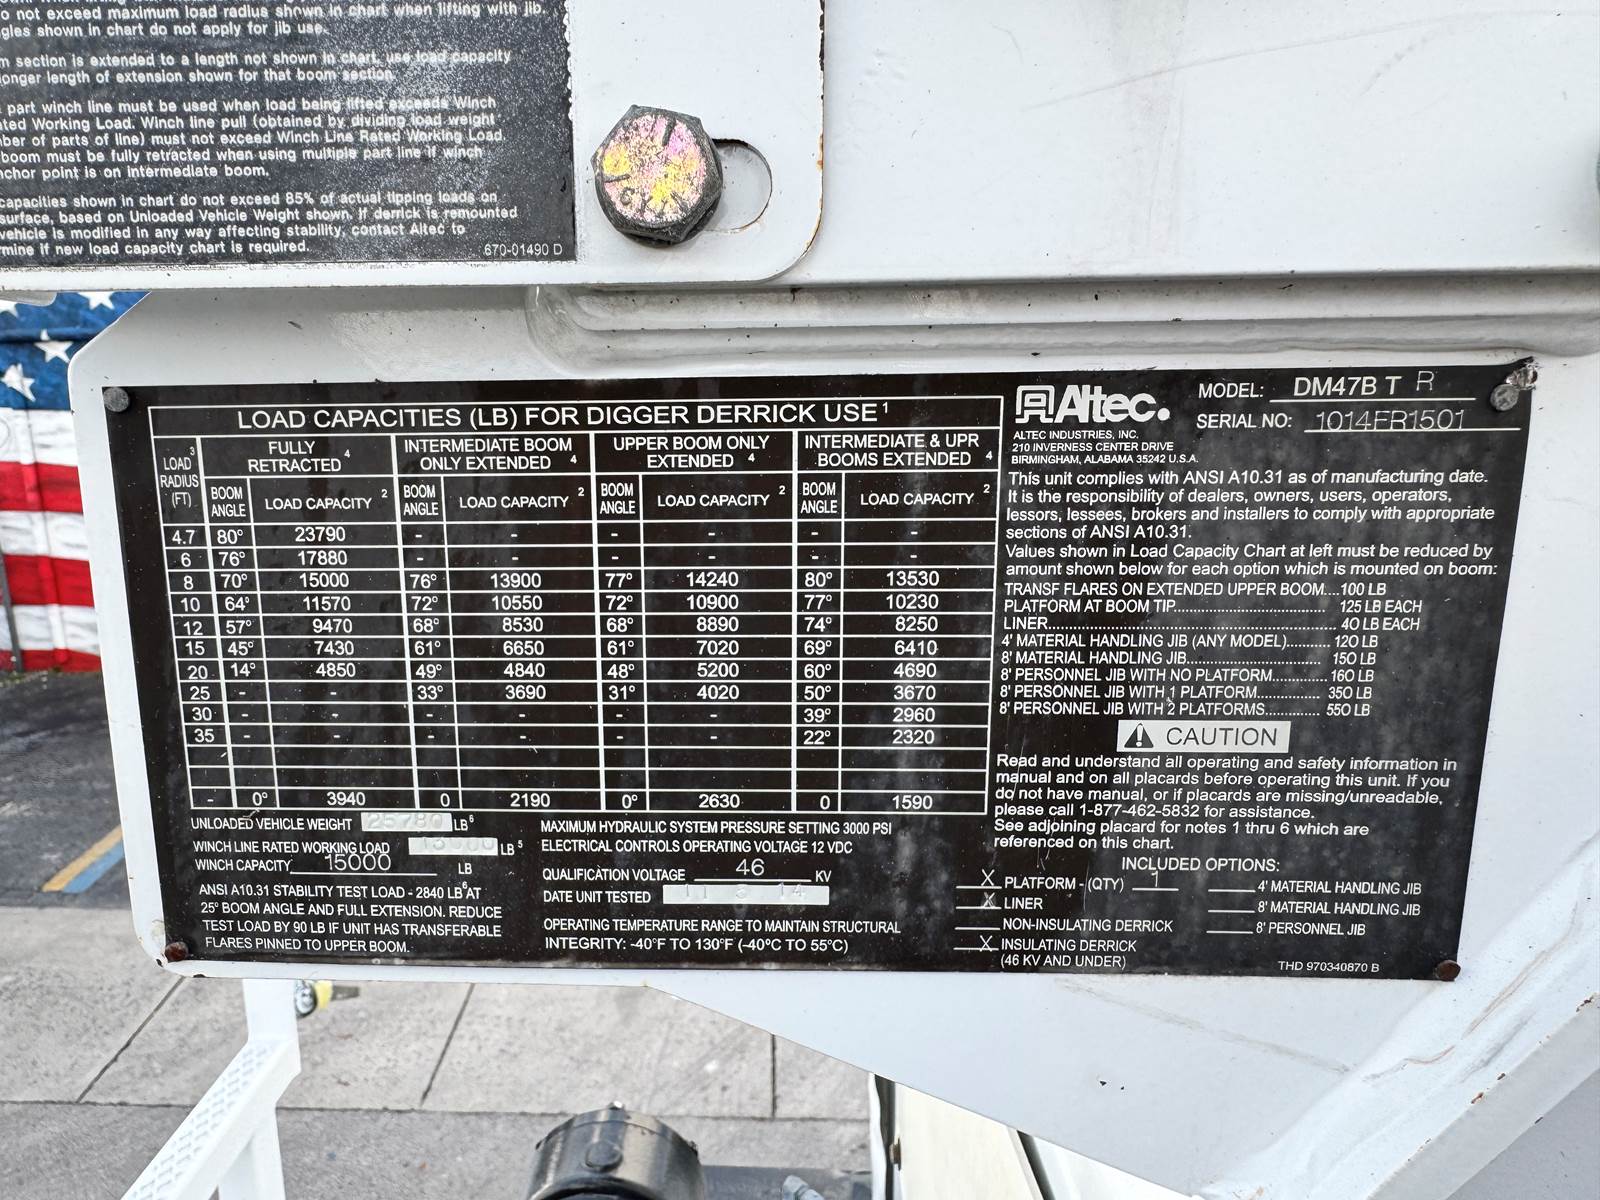 o not exceed maximum load radius shown in chart when lifting with jib.
gles shown in chart do not apply for jib use.
m section is extended to a length not shown in chart, use load capacity
onger length of extension shown for that boom section.
part winch line must be used when load being lifted exceeds Winch
ated Working Load. Winch line pull (obtained by dividing load weight
ber of parts of line) must not exceed Winch Line Rated Working Load.
boom must be fully retracted when using multiple part line if winch
nchor point is on intermediate boom.
capacities shown in chart do not exceed 85% of actual tipping loads on
surface, based on Unloaded Vehicle Weight shown. If derrick is remounted
vehicle is modified in any way affecting stability, contact Altec to
rmine if new load capacity chart is required.
670-01490 D
LOAD CAPACITIES (LB) FOR DIGGER DERRICK USE 1
LOAD 3 RADIUS (FT) FULLY RETRACTED 4 INTERMEDIATE BOOM ONLY EXTENDED 4 UPPER BOOM ONLY EXTENDED 4 INTERMEDIATE & UPR BOOMS EXTENDED 4
BOOM ANGLE LOAD CAPACITY 2 BOOM ANGLE LOAD CAPACITY 2 BOOM ANGLE LOAD CAPACITY 2 BOOM ANGLE LOAD CAPACITY 2
4.7 80° 23790 - - - - - -
6 76° 17880 - - - - - -
8 70° 15000 76° 13900 77° 14240 80° 13530
10 64° 11570 72° 10550 72° 10900 77° 10230
12 57° 9470 68° 8530 68° 8890 74° 8250
15 45° 7430 61° 6650 61° 7020 69° 6410
20 14° 4850 49° 4840 48° 5200 60° 4690
25 - - 33° 3690 31° 4020 50° 3670
30 - - - - - - 39° 2960
35 - - - - - - 22° 2320
- 0° 3940 0 2190 0° 2630 0 1590
UNLOADED VEHICLE WEIGHT 25780 LB 6
WINCH LINE RATED WORKING LOAD 13000 LB 5
WINCH CAPACITY 15000 LB
ANSI A10.31 STABILITY TEST LOAD - 2840 LB 6 AT
25° BOOM ANGLE AND FULL EXTENSION. REDUCE
TEST LOAD BY 90 LB IF UNIT HAS TRANSFERABLE
FLARES PINNED TO UPPER BOOM.
MAXIMUM HYDRAULIC SYSTEM PRESSURE SETTING 3000 PSI
ELECTRICAL CONTROLS OPERATING VOLTAGE 12 VDC
QUALIFICATION VOLTAGE 46 KV
DATE UNIT TESTED 11 3 14
OPERATING TEMPERATURE RANGE TO MAINTAIN STRUCTURAL
INTEGRITY: -40°F TO 130°F (-40°C TO 55°C)
Altec.
ALTEC INDUSTRIES, INC.
210 INVERNESS CENTER DRIVE
BIRMINGHAM, ALABAMA 35242 U.S.A.
MODEL: DM47B T R
SERIAL NO: 1014FR1501
This unit complies with ANSI A10.31 as of manufacturing date.
It is the responsibility of dealers, owners, users, operators,
lessors, lessees, brokers and installers to comply with appropriate
sections of ANSI A10.31.
Values shown in Load Capacity Chart at left must be reduced by
amount shown below for each option which is mounted on boom:
TRANSF FLARES ON EXTENDED UPPER BOOM....100 LB
PLATFORM AT BOOM TIP................................ 125 LB EACH
LINER................................................................ 40 LB EACH
4' MATERIAL HANDLING JIB (ANY MODEL).......... 120 LB
8' MATERIAL HANDLING JIB............................. 150 LB
8' PERSONNEL JIB WITH NO PLATFORM............ 160 LB
8' PERSONNEL JIB WITH 1 PLATFORM.............. 350 LB
8' PERSONNEL JIB WITH 2 PLATFORMS............. 550 LB
CAUTION
Read and understand all operating and safety information in
manual and on all placards before operating this unit. If you
do not have manual, or if placards are missing/unreadable,
please call 1-877-462-5832 for assistance.
See adjoining placard for notes 1 thru 6 which are
referenced on this chart.
INCLUDED OPTIONS:
X PLATFORM - (QTY) 1
X LINER
NON-INSULATING DERRICK
X INSULATING DERRICK
(46 KV AND UNDER)
4' MATERIAL HANDLING JIB
8' MATERIAL HANDLING JIB
8' PERSONNEL JIB
THD 970340870 B